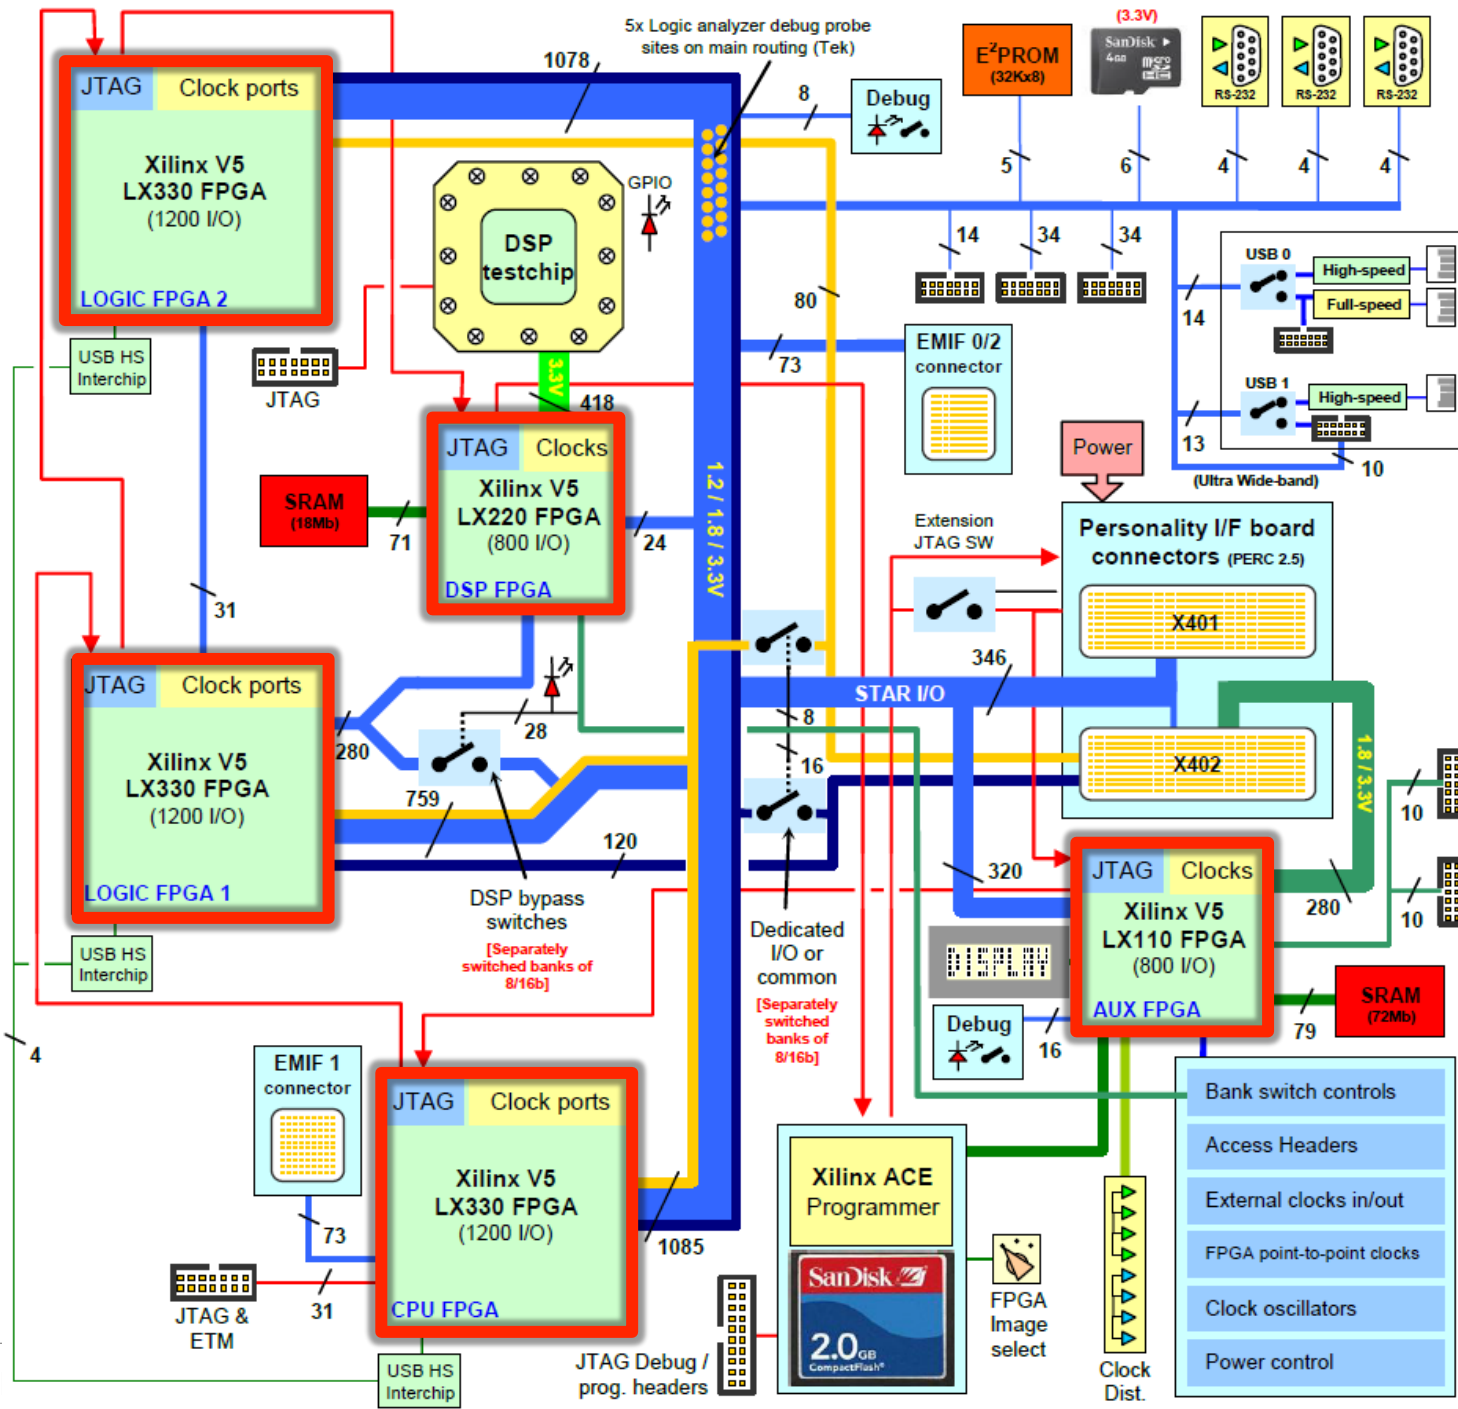 5x Logic analyzer debug probe
sites on main routing (Tek)
(3.3V)
1078
JTAG
Clock ports
Xilinx V5
LX330 FPGA
(1200 I/O)
LOGIC FPGA 2
USB HS
Interchip
8
Debug
E²PROM
(32Kx8)
SanDisk
4GB
micro
RS-232
RS-232
RS-232
5
6
4
4
4
GPIO
DSP
testchip
3.3V
418
JTAG
14
34
34
80
73
EMIF 0/2
connector
USB 0
High-speed
Full-speed
14
USB 1
High-speed
13
10
(Ultra Wide-band)
Power
JTAG
Clocks
Xilinx V5
LX220 FPGA
(800 I/O)
DSP FPGA
SRAM
(18Mb)
71
24
1.2 / 1.8 / 3.3V
Extension
JTAG SW
Personality I/F board
connectors (PERC 2.5)
X401
X402
346
STAR I/O
31
JTAG
Clock ports
Xilinx V5
LX330 FPGA
(1200 I/O)
LOGIC FPGA 1
USB HS
Interchip
280
28
759
120
8
16
DSP bypass
switches
[Separately
switched banks of
8/16b]
Dedicated
I/O or
common
[Separately
switched
banks of
8/16b]
1.8 / 3.3V
10
10
320
280
JTAG
Clocks
Xilinx V5
LX110 FPGA
(800 I/O)
AUX FPGA
DISPLAY
Debug
16
SRAM
(72Mb)
79
4
EMIF 1
connector
73
JTAG
Clock ports
Xilinx V5
LX330 FPGA
(1200 I/O)
CPU FPGA
1085
JTAG &
ETM
31
USB HS
Interchip
JTAG Debug /
prog. headers
Xilinx ACE
Programmer
SanDisk
2.0GB
CompactFlash®
FPGA
Image
select
Clock
Dist.
Bank switch controls
Access Headers
External clocks in/out
FPGA point-to-point clocks
Clock oscillators
Power control